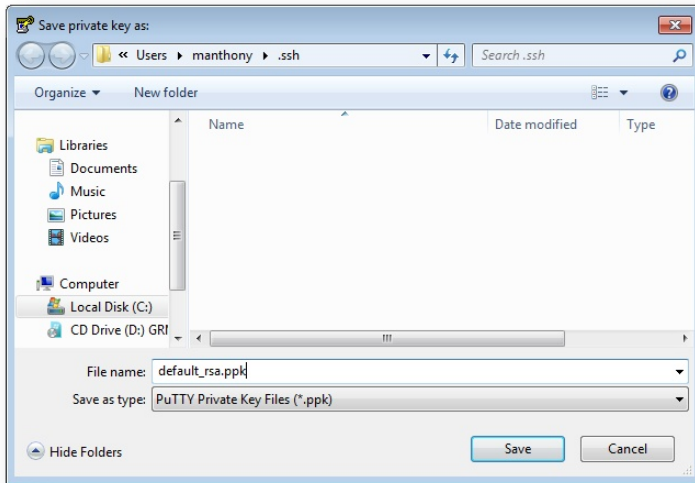 Save private key as:
« Users ▸ manthony ▸ .ssh
Search .ssh
Organize ▾ New folder
Name Date modified Type
Libraries
Documents
Music
Pictures
Videos
Computer
Local Disk (C:)
CD Drive (D:)
File name: default_rsa.ppk
Save as type: PuTTY Private Key Files (*.ppk)
Hide Folders
Save Cancel